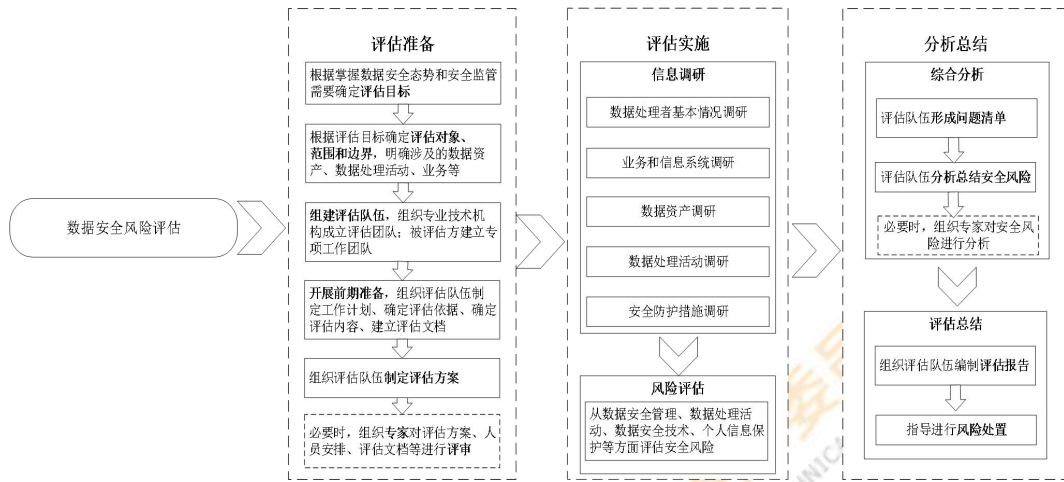 数据安全风险评估
评估准备
根据掌握数据安全态势和安全监管
需要确定评估目标
根据评估目标确定评估对象、
范围和边界，明确涉及的数据资
产、数据处理活动、业务等
组建评估队伍，组织专业技术机
构成立评估团队；被评估方建立专
项工作团队
开展前期准备，组织评估队伍制
定工作计划、确定评估依据、确定
评估内容、建立评估文档
组织评估队伍制定评估方案
必要时，组织专家对评估方案、人
员安排、评估文档等进行评审
评估实施
信息调研
数据处理者基本情况调研
业务和信息系统调研
数据资产调研
数据处理活动调研
安全防护措施调研
风险评估
从数据安全管理、数据处理活
动、数据安全技术、个人信息保
护等方面评估安全风险
分析总结
综合分析
评估队伍形成问题清单
评估队伍分析总结安全风险
必要时，组织专家对安全风
险进行分析
评估总结
组织评估队伍编制评估报告
指导进行风险处置
委员